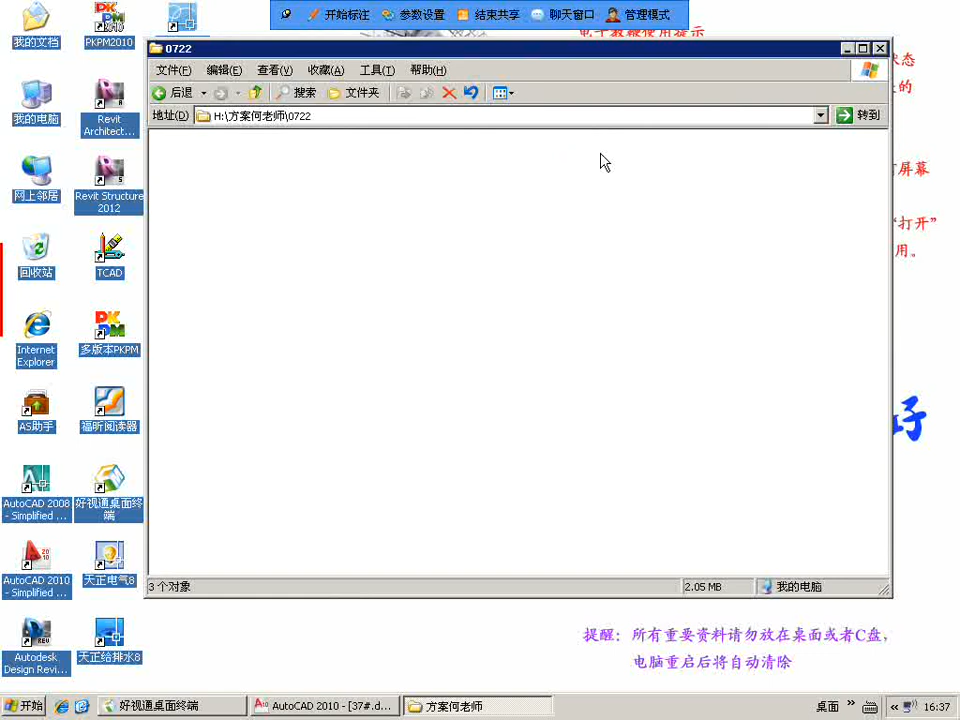 开始标注 参数设置 结束共享 聊天窗口 管理模式
我的文档
PKPM2010
我的电脑
Revit
Architect...
网上邻居
Revit Structure
2012
回收站
TCAD
Internet
Explorer
多版本PKPM
AS助手
福昕阅读器
AutoCAD 2008
- Simplified ...
好视通桌面终
端
AutoCAD 2010
- Simplified ...
天正电气8
Autodesk
Design Revi...
天正给排水8
0722
文件(F) 编辑(E) 查看(V) 收藏(A) 工具(T) 帮助(H)
后退 搜索 文件夹
地址(D) H:\方案何老师\0722 转到
3 个对象 2.05 MB 我的电脑
状态
的
屏幕
“打开”
用。
提醒：所有重要资料请勿放在桌面或者C盘，
电脑重启后将自动清除
开始 好视通桌面终端 AutoCAD 2010 - [37#.d... 方案何老师 桌面 » « 16:37